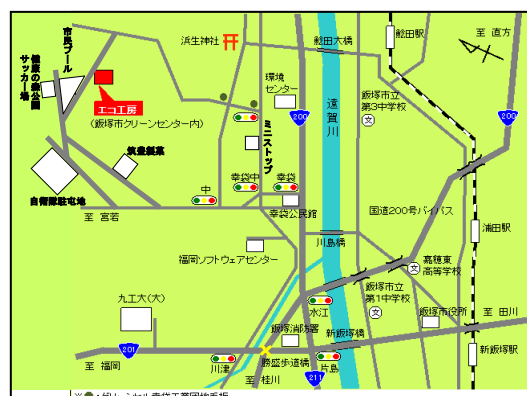 市民プール
健康の森公園
サッカー場
エコ工房
(飯塚市クリーンセンター内)
筑豊製菓
自衛隊駐屯地
至 宮若
浜生神社
環境
センター
ミニストップ
中
幸袋中
幸袋
幸袋公民館
福岡ソフトウェアセンター
九工大(大)
201
至 福岡
川津
飯塚消防署
勝盛歩道橋
至 桂川
211
片島
水江
新飯塚橋
川島橋
遠賀川
200
鯰田大橋
鯰田駅
至 直方
200
飯塚市立
第3中学校
文
国道200号バイパス
浦田駅
文
嘉穂東
高等学校
飯塚市立
第1中学校
文
飯塚市役所
至 田川
新飯塚駅